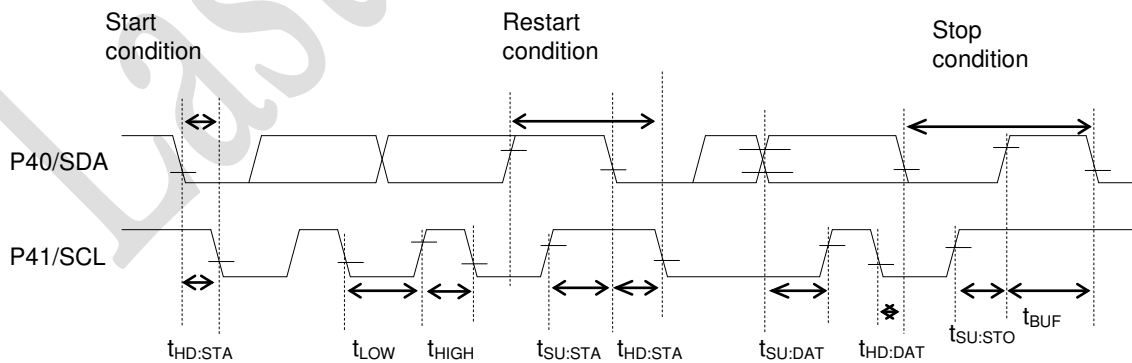 Start
condition
Restart
condition
Stop
condition
P40/SDA
P41/SCL
tHD:STA
tLOW
tHIGH
tSU:STA
tHD:STA
tSU:DAT
tHD:DAT
tSU:STO
tBUF
Las